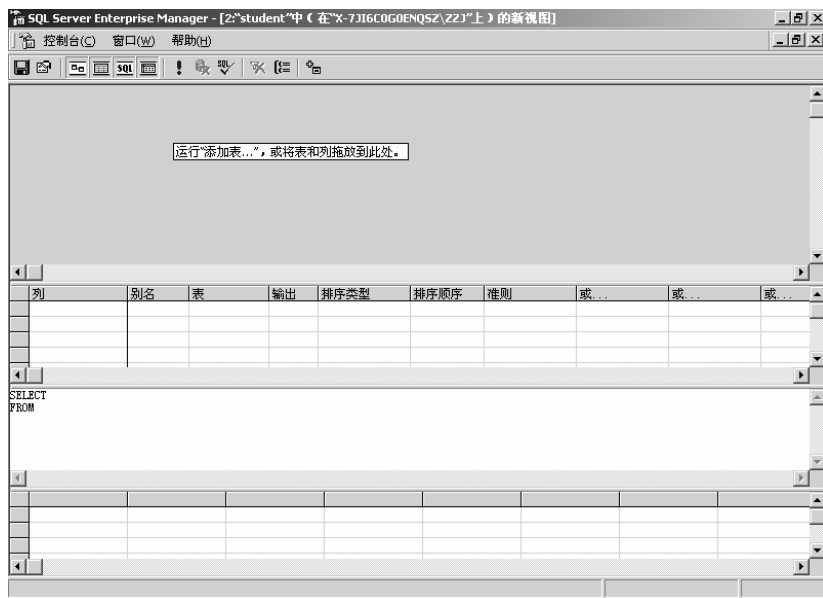 SQL Server Enterprise Manager - [2:“student”中（在“X-7JI6C0G0ENQSZ\ZZJ”上）的新视图]
控制台(C) 窗口(W) 帮助(H)
SQL
运行“添加表...”，或将表和列拖放到此处。
列 别名 表 输出 排序类型 排序顺序 准则 或... 或... 或...
SELECT
FROM